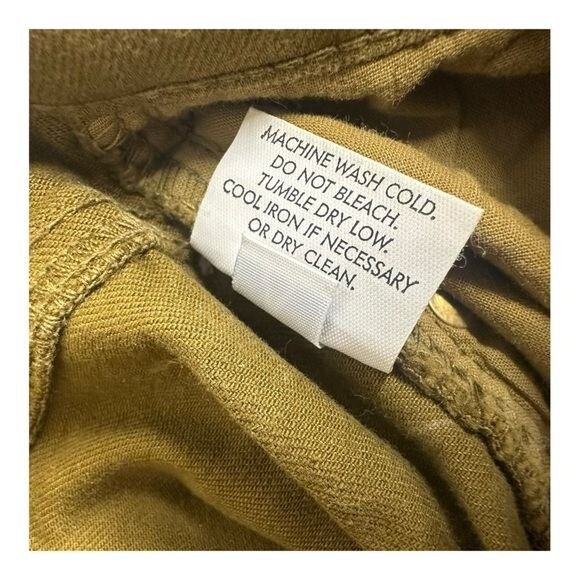 MACHINE WASH COLD.
DO NOT BLEACH.
TUMBLE DRY LOW.
COOL IRON IF NECESSARY
OR DRY CLEAN.